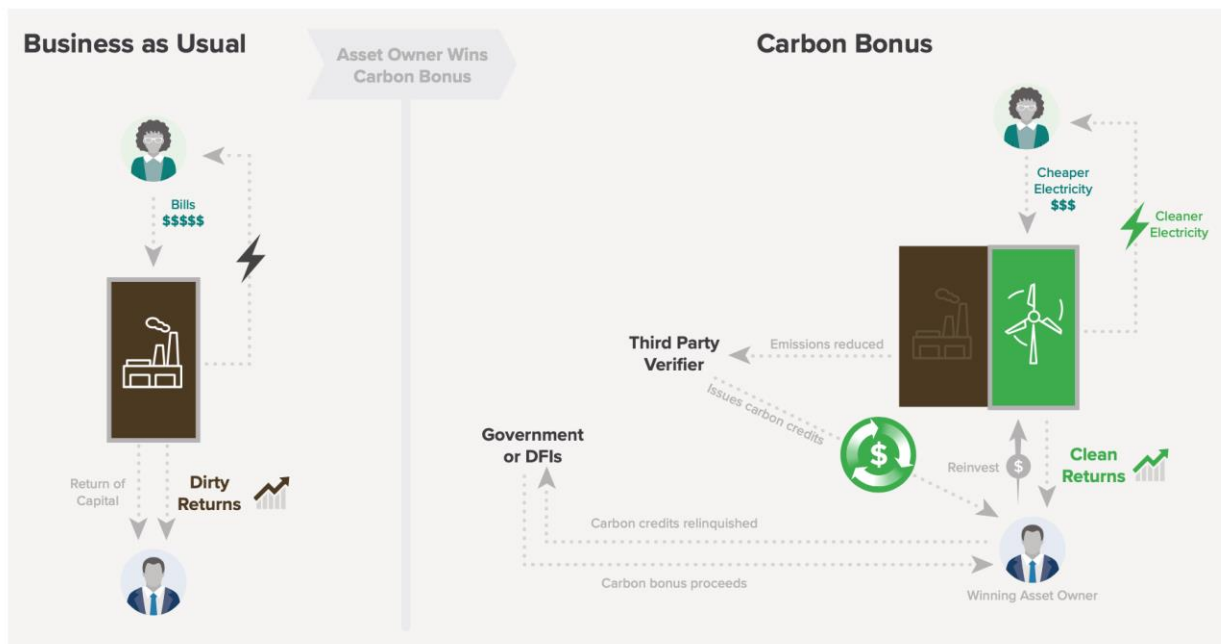 Business as Usual
Asset Owner Wins
Carbon Bonus
Carbon Bonus
Bills
$$$$$
Return of
Capital
Dirty
Returns
Cheaper
Electricity
$$$
Cleaner
Electricity
Third Party
Verifier
Emissions reduced
Issues carbon credits
$
Government
or DFIs
Reinvest
$
Clean
Returns
Carbon credits relinquished
Carbon bonus proceeds
Winning Asset Owner